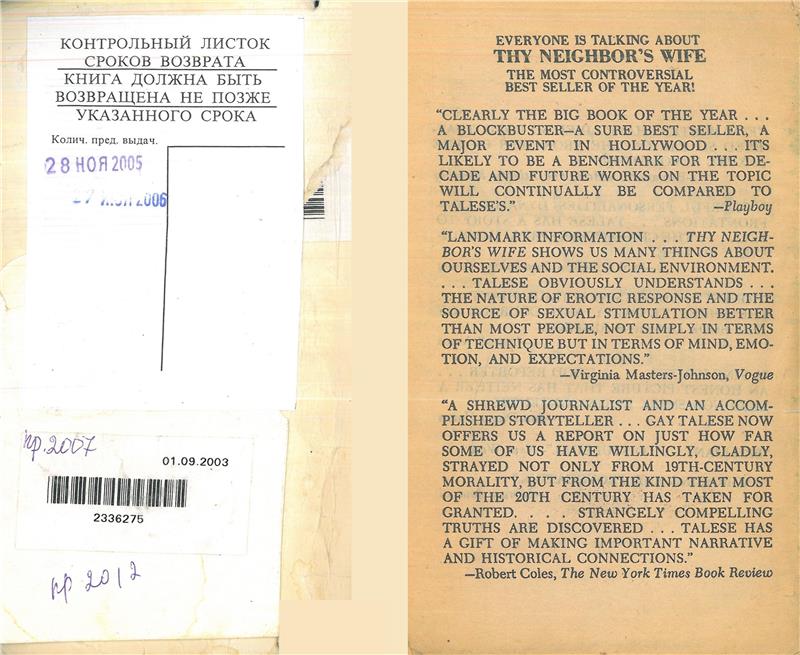 КОНТРОЛЬНЫЙ ЛИСТОК
СРОКОВ ВОЗВРАТА
КНИГА ДОЛЖНА БЫТЬ
ВОЗВРАЩЕНА НЕ ПОЗЖЕ
УКАЗАННОГО СРОКА
Колич. пред. выдач.
28 НОЯ 2005
2006
пр. 2007
01.09.2003
2336275
пр 2012
EVERYONE IS TALKING ABOUT
THY NEIGHBOR'S WIFE
THE MOST CONTROVERSIAL
BEST SELLER OF THE YEAR!
"CLEARLY THE BIG BOOK OF THE YEAR . . .
A BLOCKBUSTER—A SURE BEST SELLER, A
MAJOR EVENT IN HOLLYWOOD . . . IT'S
LIKELY TO BE A BENCHMARK FOR THE DE-
CADE AND FUTURE WORKS ON THE TOPIC
WILL CONTINUALLY BE COMPARED TO
TALESE'S." —Playboy
"LANDMARK INFORMATION . . . THY NEIGH-
BOR'S WIFE SHOWS US MANY THINGS ABOUT
OURSELVES AND THE SOCIAL ENVIRONMENT.
. . . TALESE OBVIOUSLY UNDERSTANDS . . .
THE NATURE OF EROTIC RESPONSE AND THE
SOURCE OF SEXUAL STIMULATION BETTER
THAN MOST PEOPLE, NOT SIMPLY IN TERMS
OF TECHNIQUE BUT IN TERMS OF MIND, EMO-
TION, AND EXPECTATIONS."
—Virginia Masters-Johnson, Vogue
"A SHREWD JOURNALIST AND AN ACCOM-
PLISHED STORYTELLER . . . GAY TALESE NOW
OFFERS US A REPORT ON JUST HOW FAR
SOME OF US HAVE WILLINGLY, GLADLY,
STRAYED NOT ONLY FROM 19TH-CENTURY
MORALITY, BUT FROM THE KIND THAT MOST
OF THE 20TH CENTURY HAS TAKEN FOR
GRANTED. . . . STRANGELY COMPELLING
TRUTHS ARE DISCOVERED . . . TALESE HAS
A GIFT OF MAKING IMPORTANT NARRATIVE
AND HISTORICAL CONNECTIONS."
—Robert Coles, The New York Times Book Review